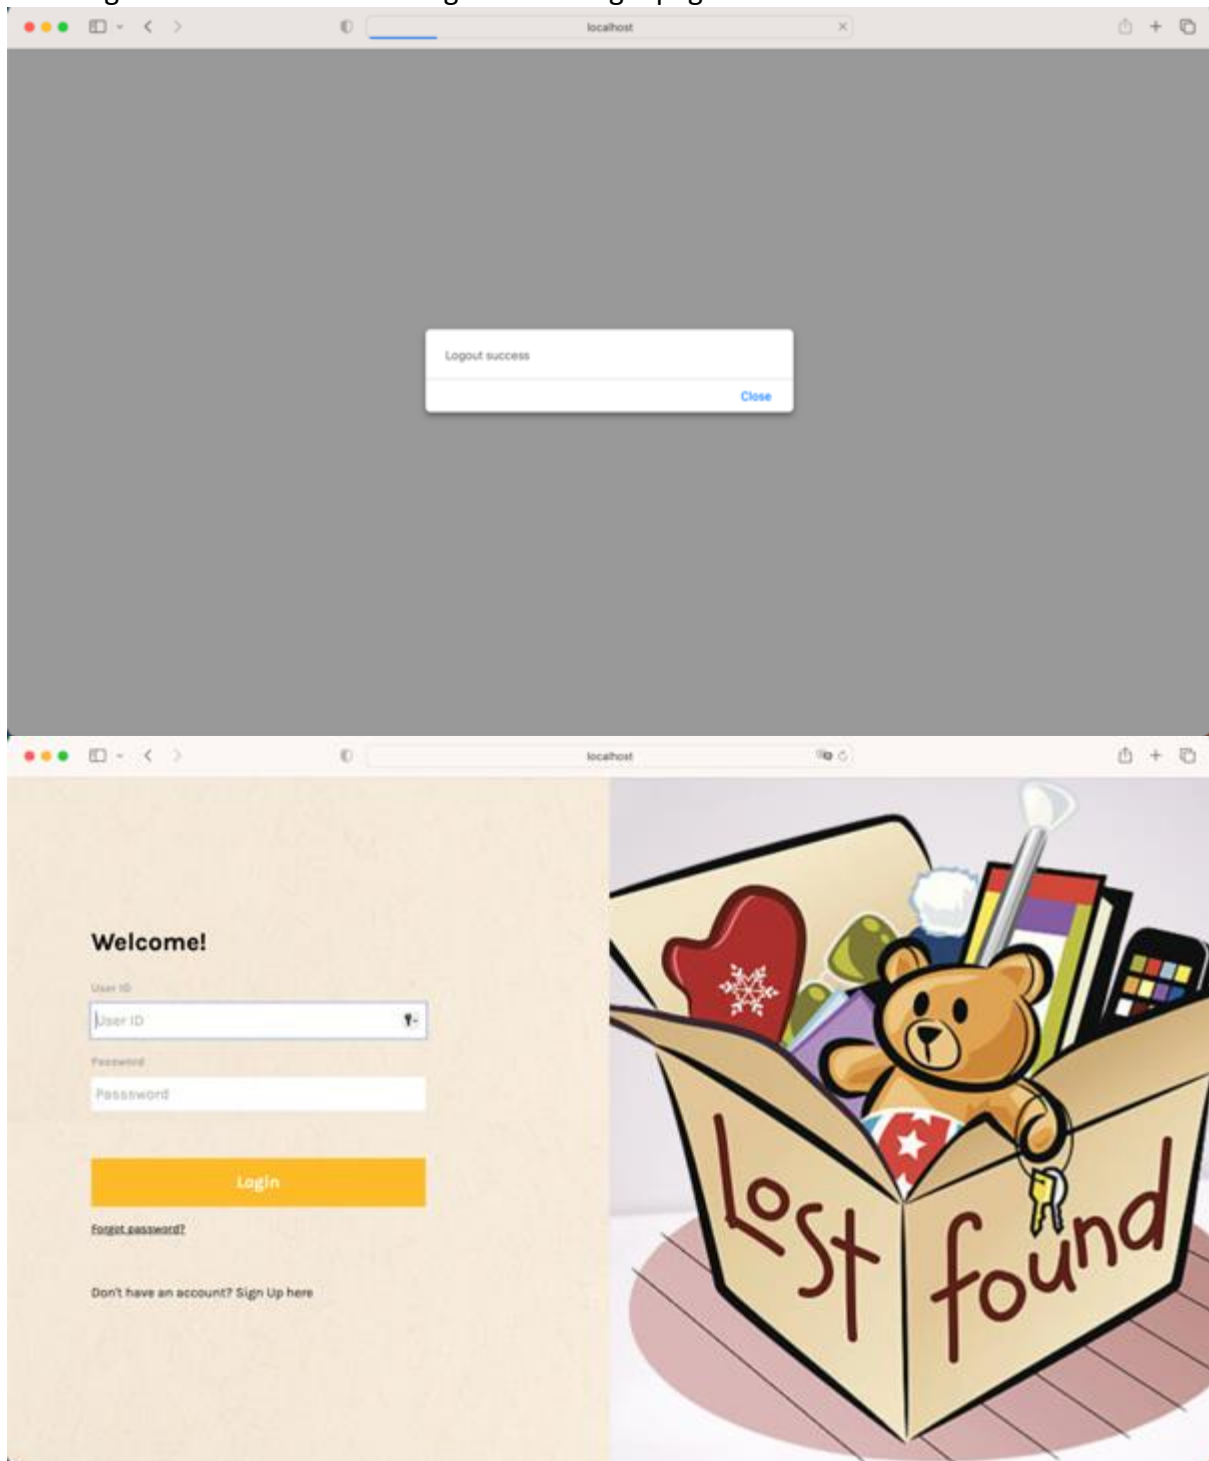 localhost
Logout success
Close
localhost
Welcome!
User ID
User ID
Password
Passsword
Login
Forgot password?
Don't have an account? Sign Up here
Lost found